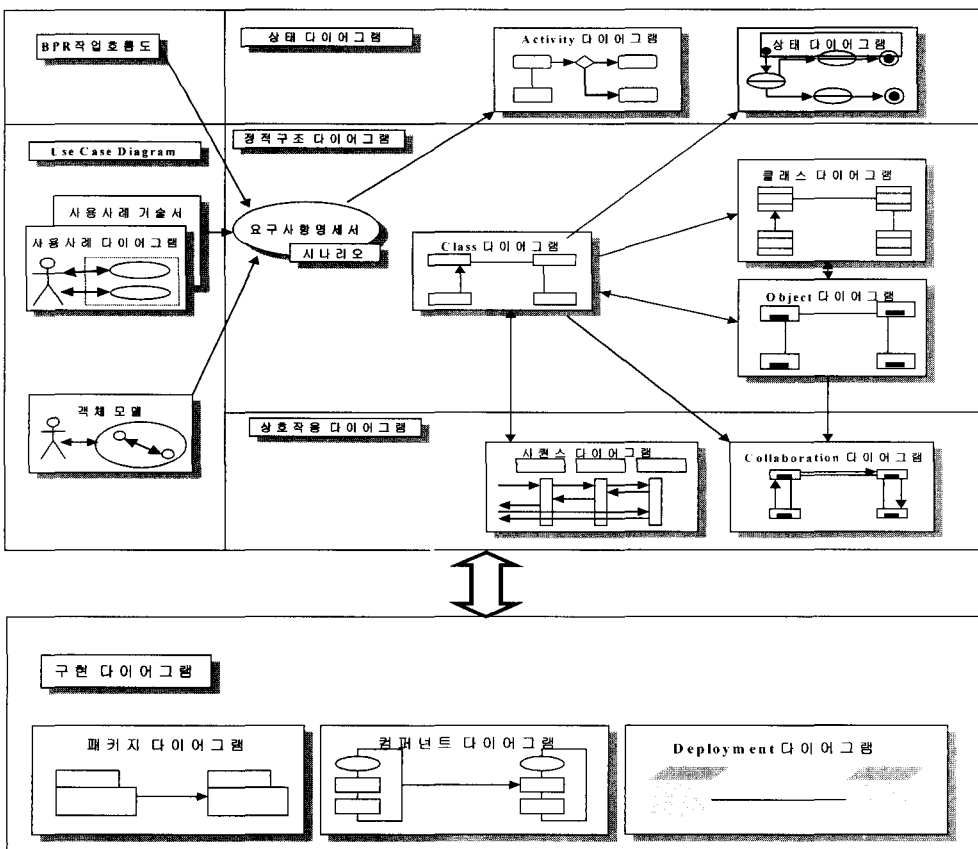 BPR작업흐름도
상태 다이어그램
Activity 다이어그램
상태 다이어그램
Use Case Diagram
정적구조 다이어그램
사용사례 기술서
사용사례 다이어그램
요구사항명세서
시나리오
Class 다이어그램
클래스 다이어그램
Object 다이어그램
객체 모델
상호작용 다이어그램
시퀀스 다이어그램
Collaboration 다이어그램
구현 다이어그램
패키지 다이어그램
컴퍼넌트 다이어그램
Deployment 다이어그램